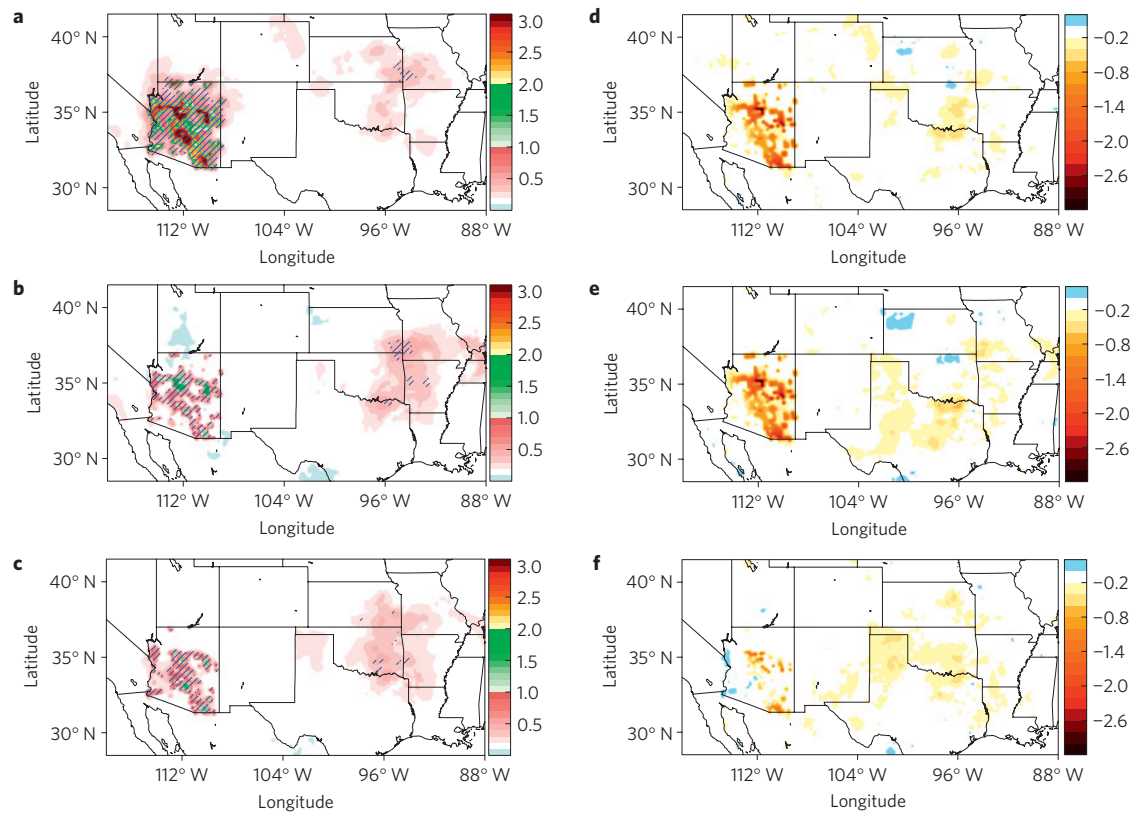 a
40° N
35° N
30° N
Latitude
112° W
104° W
96° W
88° W
Longitude
3.0
2.5
2.0
1.5
1.0
0.5
d
40° N
35° N
30° N
Latitude
112° W
104° W
96° W
88° W
Longitude
−0.2
−0.8
−1.4
−2.0
−2.6
b
40° N
35° N
30° N
Latitude
112° W
104° W
96° W
88° W
Longitude
3.0
2.5
2.0
1.5
1.0
0.5
e
40° N
35° N
30° N
Latitude
112° W
104° W
96° W
88° W
Longitude
−0.2
−0.8
−1.4
−2.0
−2.6
c
40° N
35° N
30° N
Latitude
112° W
104° W
96° W
88° W
Longitude
3.0
2.5
2.0
1.5
1.0
0.5
f
40° N
35° N
30° N
Latitude
112° W
104° W
96° W
88° W
Longitude
−0.2
−0.8
−1.4
−2.0
−2.6